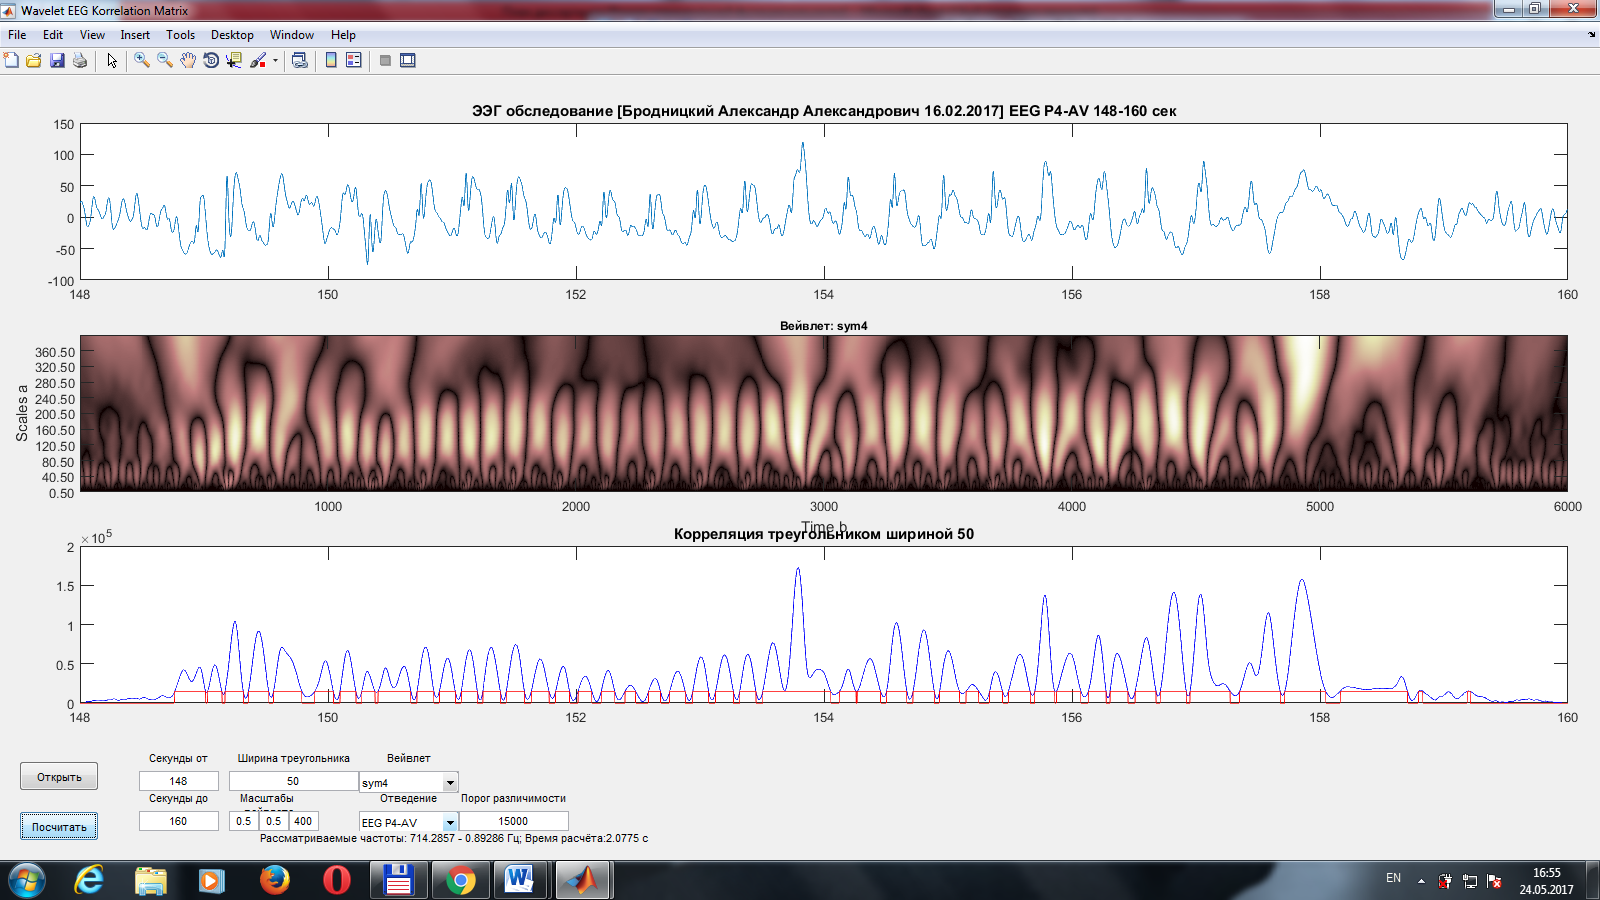 Wavelet EEG Korrelation Matrix
File Edit View Insert Tools Desktop Window Help
ЭЭГ обследование [Бродницкий Александр Александрович 16.02.2017] EEG P4-AV 148-160 сек
150
100
50
0
-50
-100
148 150 152 154 156 158 160
Вейвлет: sym4
Scales a
360.50
320.50
280.50
240.50
200.50
160.50
120.50
80.50
40.50
0.50
1000 2000 3000 4000 5000 6000
Time b
Корреляция треугольником шириной 50
×10^5
2
1.5
1
0.5
0
148 150 152 154 156 158 160
Секунды от Ширина треугольника Вейвлет
Открыть 148 50 sym4
Секунды до Масштабы Отведение Порог различимости
Посчитать 160 0.5 0.5 400 EEG P4-AV 15000
Рассматриваемые частоты: 714.2857 - 0.89286 Гц; Время расчёта:2.0775 с
EN 16:55
24.05.2017